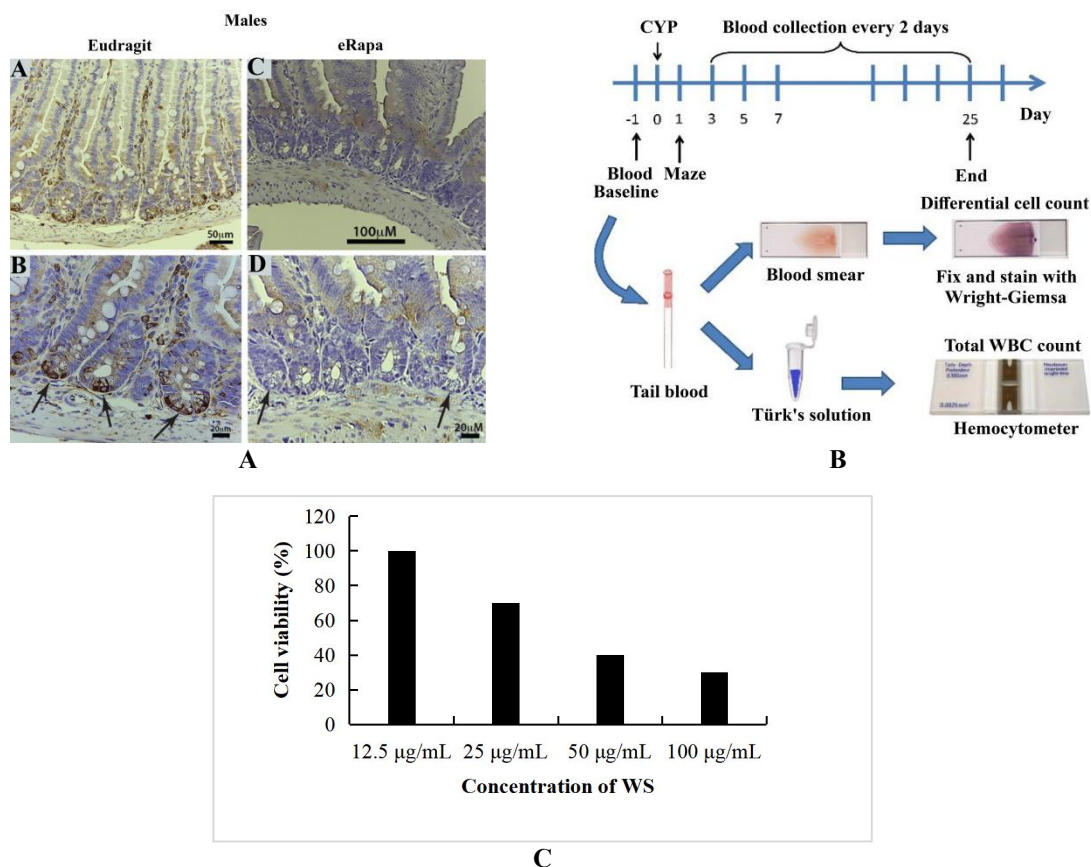 Males
Eudragit
eRapa
A
C
50µm
100µM
B
D
20µm
20µM
A
CYP
Blood collection every 2 days
-1
0
1
3
5
7
25
Day
Blood
Baseline
Maze
End
Differential cell count
Blood smear
Fix and stain with
Wright-Giemsa
Tail blood
Total WBC count
Türk's solution
Hemocytometer
B
120
100
80
60
40
20
0
Cell viability (%)
12.5 µg/mL
25 µg/mL
50 µg/mL
100 µg/mL
Concentration of WS
C